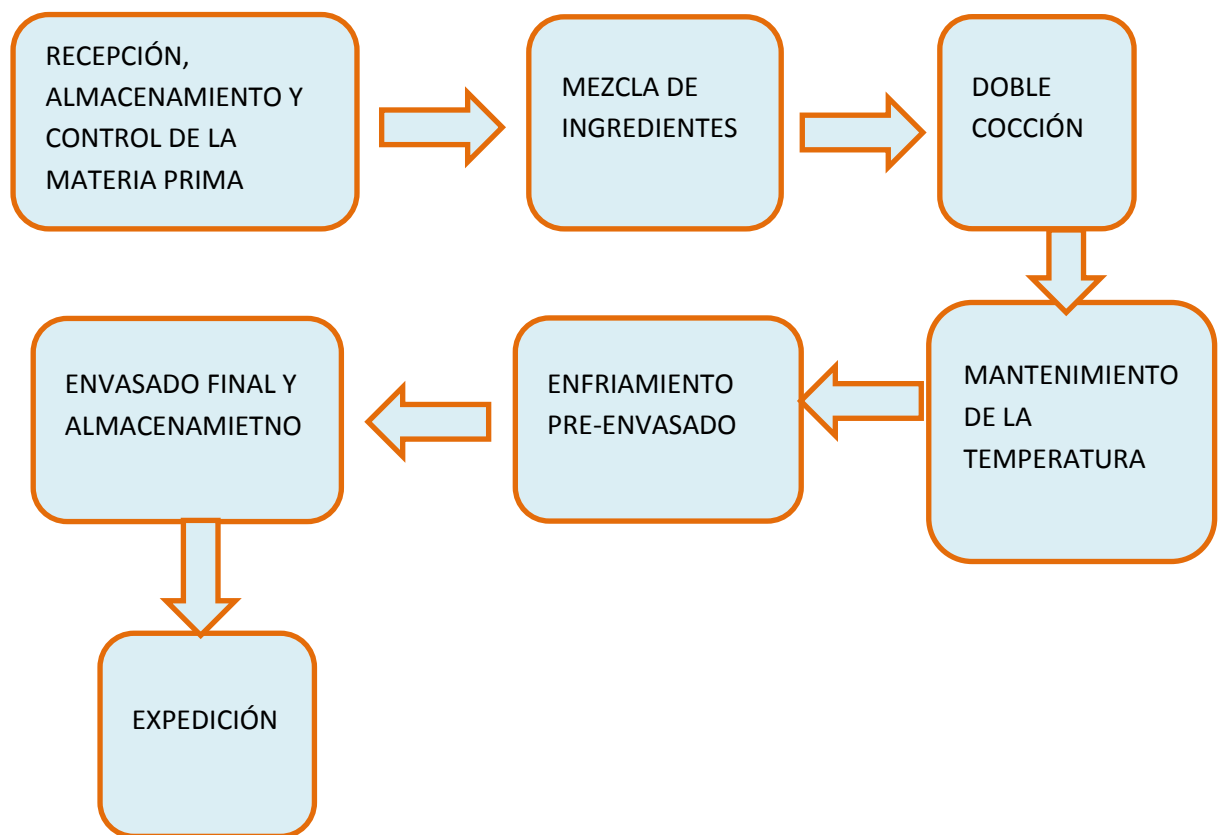 RECEPCIÓN,
ALMACENAMIENTO Y
CONTROL DE LA
MATERIA PRIMA
MEZCLA DE
INGREDIENTES
DOBLE
COCCIÓN
MANTENIMIENTO
DE LA
TEMPERATURA
ENFRIAMIENTO
PRE-ENVASADO
ENVASADO FINAL Y
ALMACENAMIETNO
EXPEDICIÓN